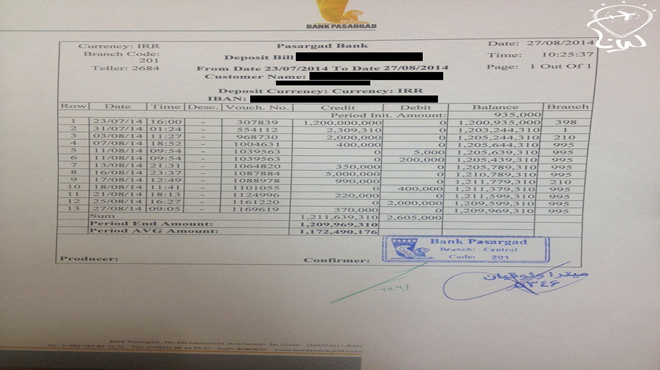 BANK PASARGAD
Currency: IRR Pasargad Bank Date: 27/08/2014
Branch Code: 201 Deposit Bill Time: 10:25:37
Teller: 2684 From Date 23/07/2014 To Date 27/08/2014 Page: 1 Out Of 1
Customer Name:
Deposit Currency: Currency: IRR
IBAN:
Row Date Time Desc. Vouch. No. Credit Debit Balance Branch
Period Init. Amount: 935,000
1 23/07/14 16:00 - 307839 1,200,000,000 0 1,200,935,000 398
2 31/07/14 01:24 - 554112 2,309,310 0 1,203,244,310 1
3 03/08/14 11:27 - 968730 2,000,000 0 1,205,244,310 210
4 07/08/14 18:52 - 1004631 400,000 0 1,205,644,310 995
5 11/08/14 09:54 - 1039563 0 5,000 1,205,639,310 995
6 11/08/14 09:54 - 1039563 0 200,000 1,205,439,310 995
7 13/08/14 21:31 - 1064820 350,000 0 1,205,789,310 995
8 16/08/14 23:37 - 1087884 5,000,000 0 1,210,789,310 995
9 17/08/14 12:49 - 1088978 990,000 0 1,211,779,310 210
10 18/08/14 11:41 - 1101055 0 400,000 1,211,379,310 995
11 21/08/14 18:13 - 1124996 220,000 0 1,211,599,310 995
12 25/08/14 16:27 - 1161220 0 2,000,000 1,209,599,310 995
13 27/08/14 09:05 - 1169619 370,000 0 1,209,969,310 995
Sum 1,211,639,310 2,605,000
Period End Amount: 1,209,969,310
Period AVG Amount: 1,172,490,176
Bank Pasargad
Branch: Central
Code: 201
Producer: Confirmer:
۵۳۴۶